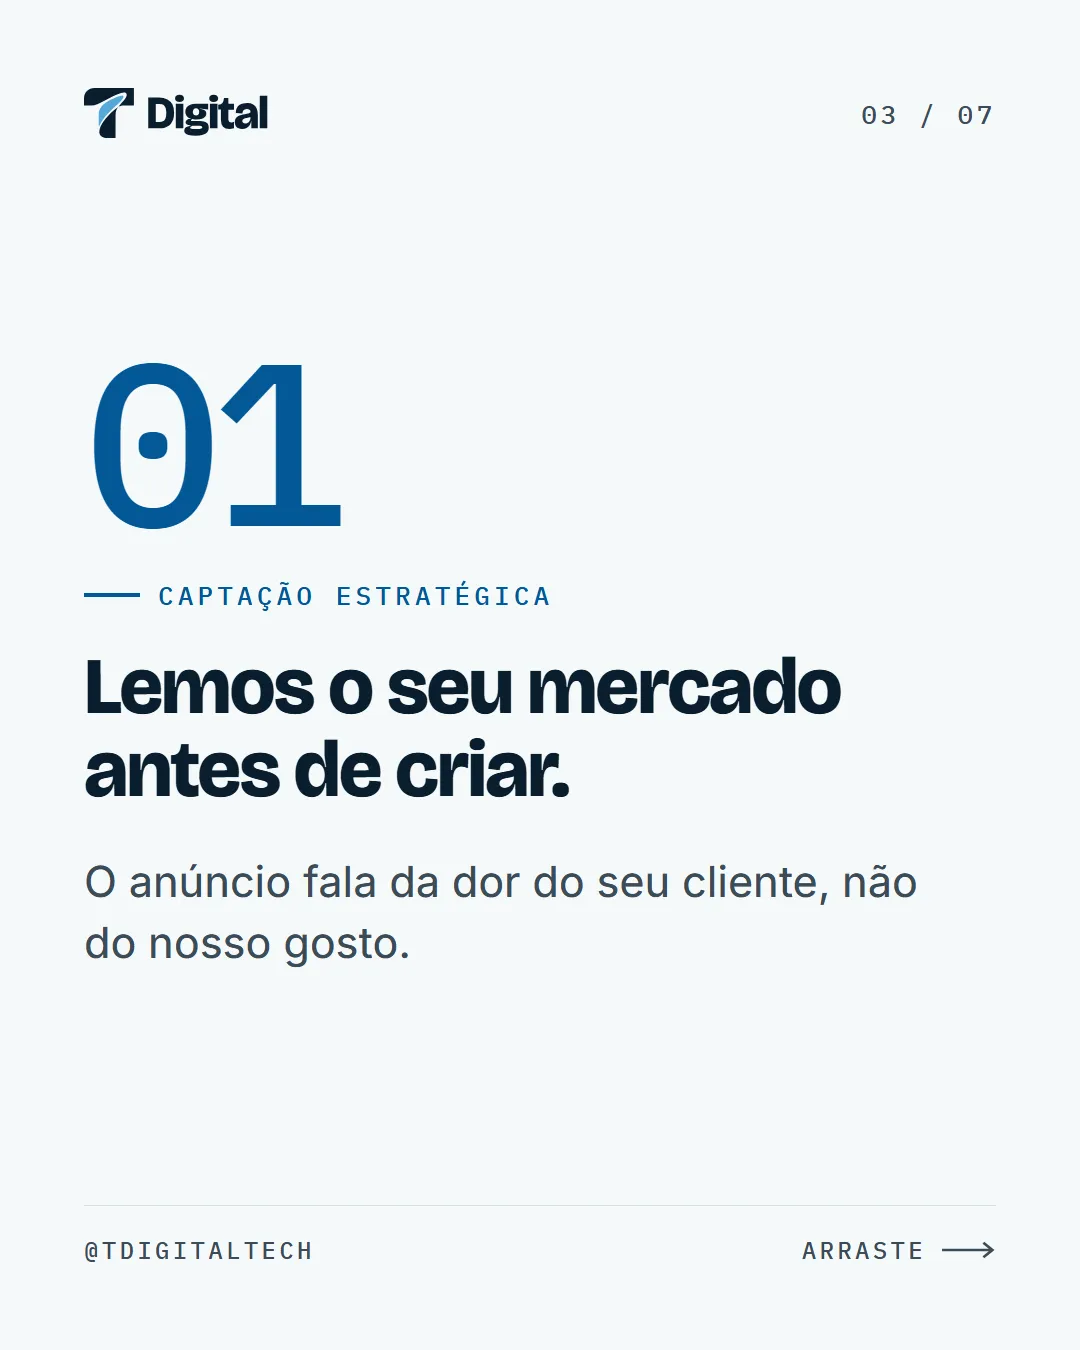 Digital
03 / 07
01
CAPTAÇÃO ESTRATÉGICA
Lemos o seu mercado
antes de criar.
O anúncio fala da dor do seu cliente, não
do nosso gosto.
@TDIGITALTECH
ARRASTE